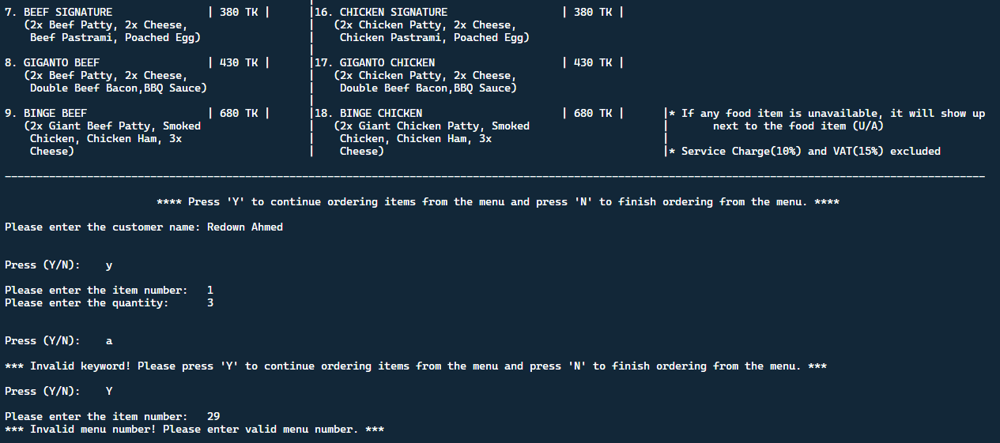 7. BEEF SIGNATURE | 380 TK | |16. CHICKEN SIGNATURE | 380 TK |
(2x Beef Patty, 2x Cheese, | (2x Chicken Patty, 2x Cheese,
Beef Pastrami, Poached Egg) | Chicken Pastrami, Poached Egg)
|
8. GIGANTO BEEF | 430 TK | |17. GIGANTO CHICKEN | 430 TK |
(2x Beef Patty, 2x Cheese, | (2x Chicken Patty, 2x Cheese,
Double Beef Bacon,BBQ Sauce) | Double Beef Bacon,BBQ Sauce)
|
9. BINGE BEEF | 680 TK | |18. BINGE CHICKEN | 680 TK | |* If any food item is unavailable, it will show up
(2x Giant Beef Patty, Smoked | (2x Giant Chicken Patty, Smoked | next to the food item (U/A)
Chicken, Chicken Ham, 3x | Chicken, Chicken Ham, 3x |
Cheese) | Cheese) |* Service Charge(10%) and VAT(15%) excluded
**** Press 'Y' to continue ordering items from the menu and press 'N' to finish ordering from the menu. ****
Please enter the customer name: Redown Ahmed
Press (Y/N): y
Please enter the item number: 1
Please enter the quantity: 3
Press (Y/N): a
*** Invalid keyword! Please press 'Y' to continue ordering items from the menu and press 'N' to finish ordering from the menu. ***
Press (Y/N): Y
Please enter the item number: 29
*** Invalid menu number! Please enter valid menu number. ***